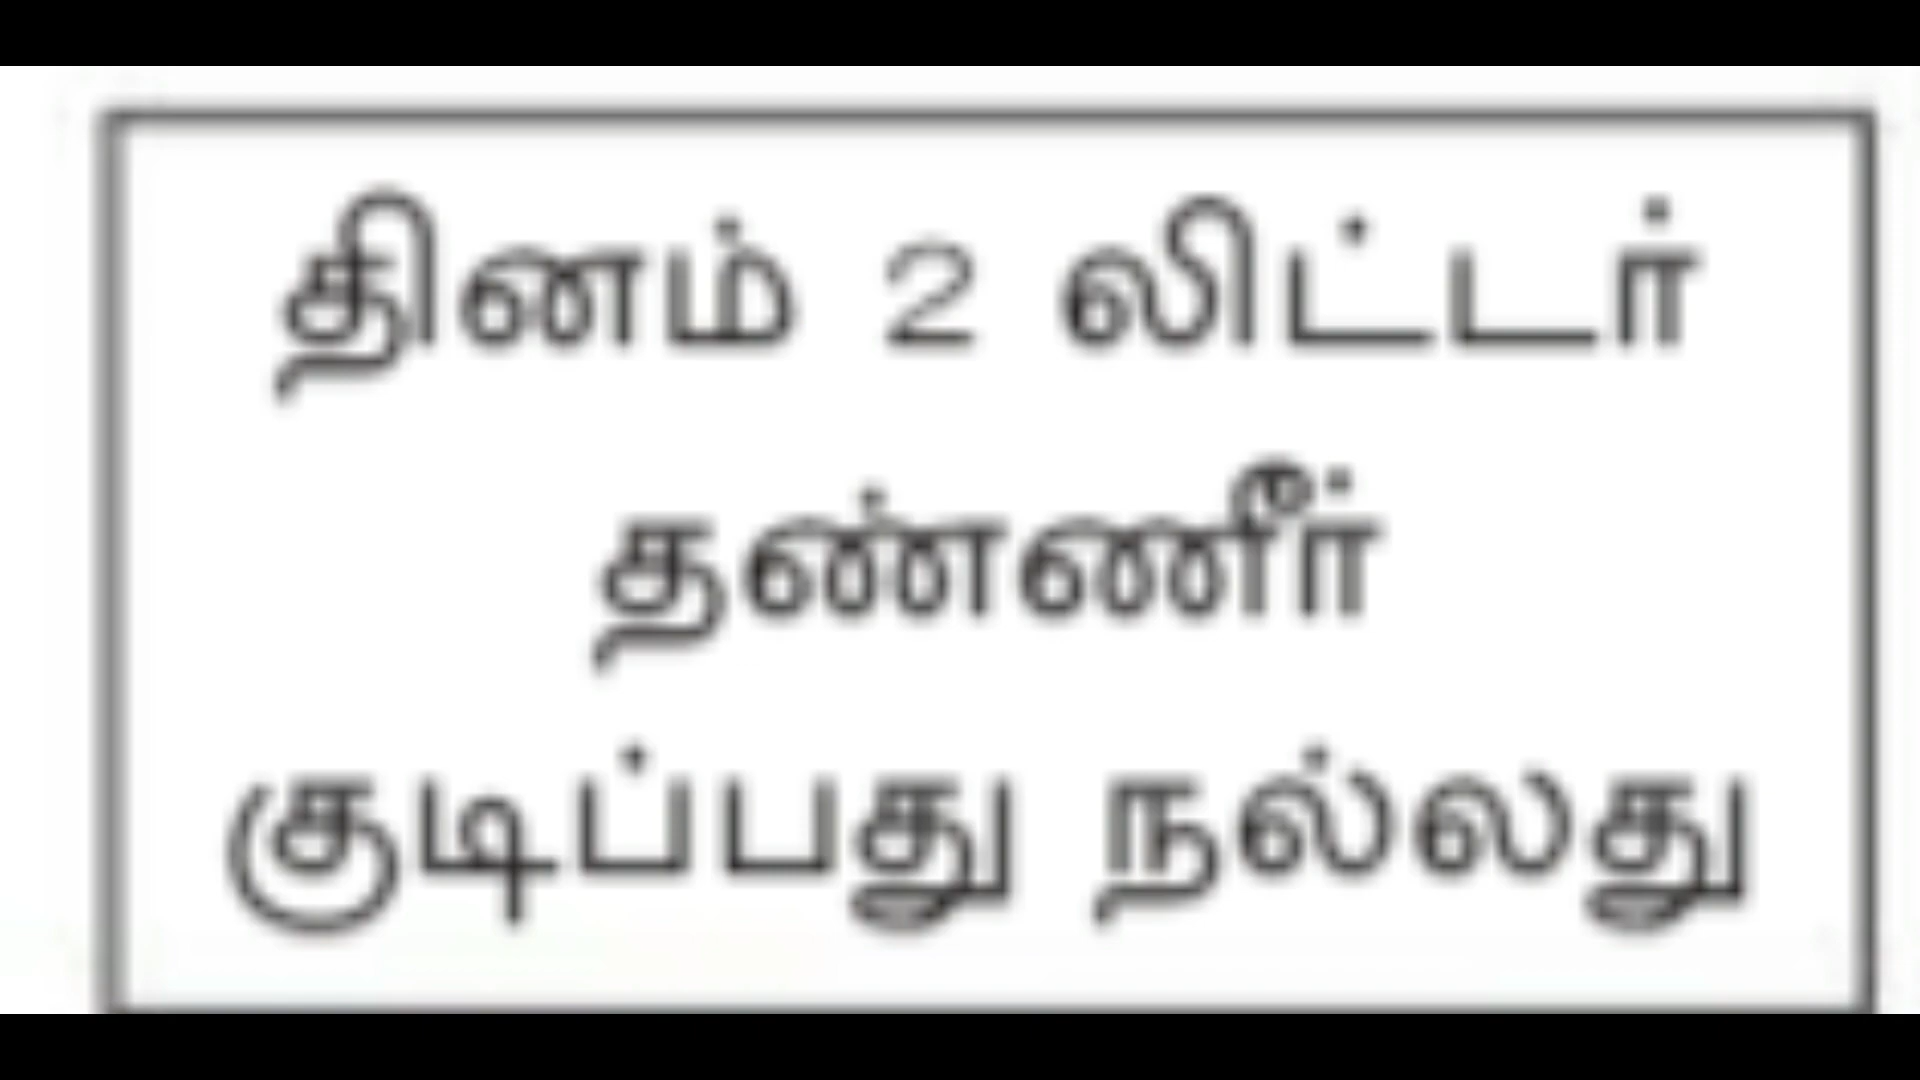 தினம் 2 லிட்டர்
தண்ணீர்
குடிப்பது நல்லது